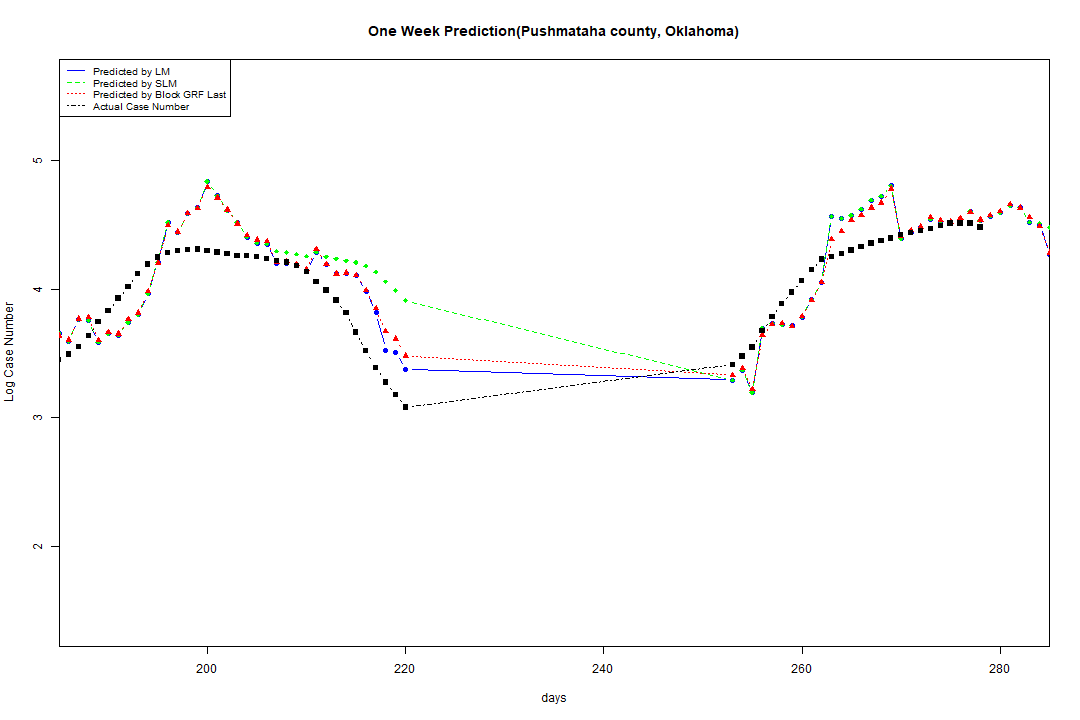 One Week Prediction(Pushmataha county, Oklahoma)
Predicted by LM
Predicted by SLM
Predicted by Block GRF Last
Actual Case Number
5
4
3
2
Log Case Number
200
220
240
260
280
days